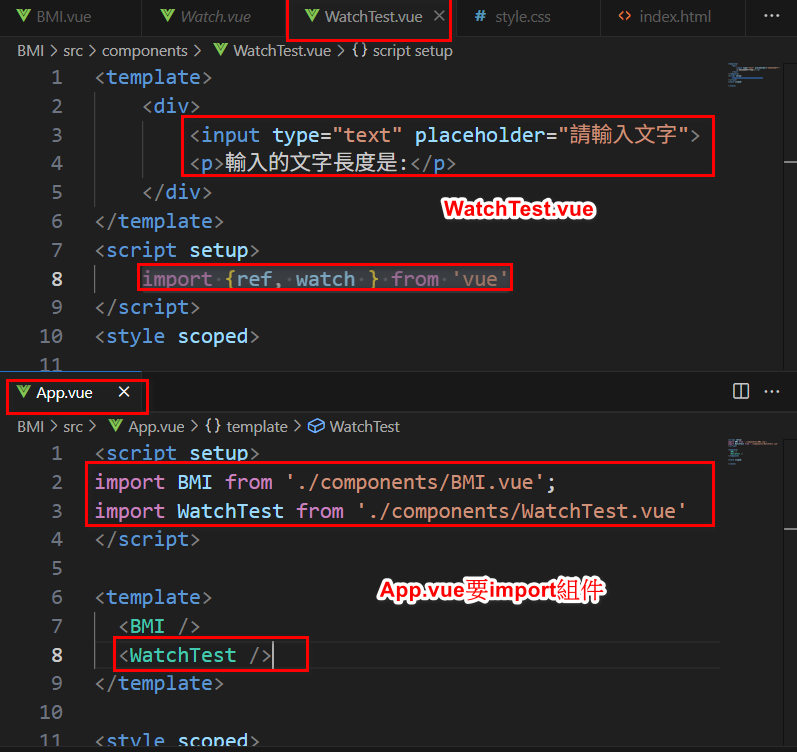 BMI.vue Watch.vue WatchTest.vue × # style.css <> index.html ···
BMI > src > components > WatchTest.vue > {} script setup
1 <template>
2 <div>
3 <input type="text" placeholder="請輸入文字">
4 <p>輸入的文字長度是:</p>
5 </div>
6 </template>
WatchTest.vue
7 <script setup>
8 import {ref, watch } from 'vue'
9 </script>
10 <style scoped>
11
App.vue × ···
BMI > src > App.vue > {} template > WatchTest
1 <script setup>
2 import BMI from './components/BMI.vue';
3 import WatchTest from './components/WatchTest.vue'
4 </script>
5
App.vue要import組件
6 <template>
7 <BMI />
8 <WatchTest />
9 </template>
10
11 <style scoped>